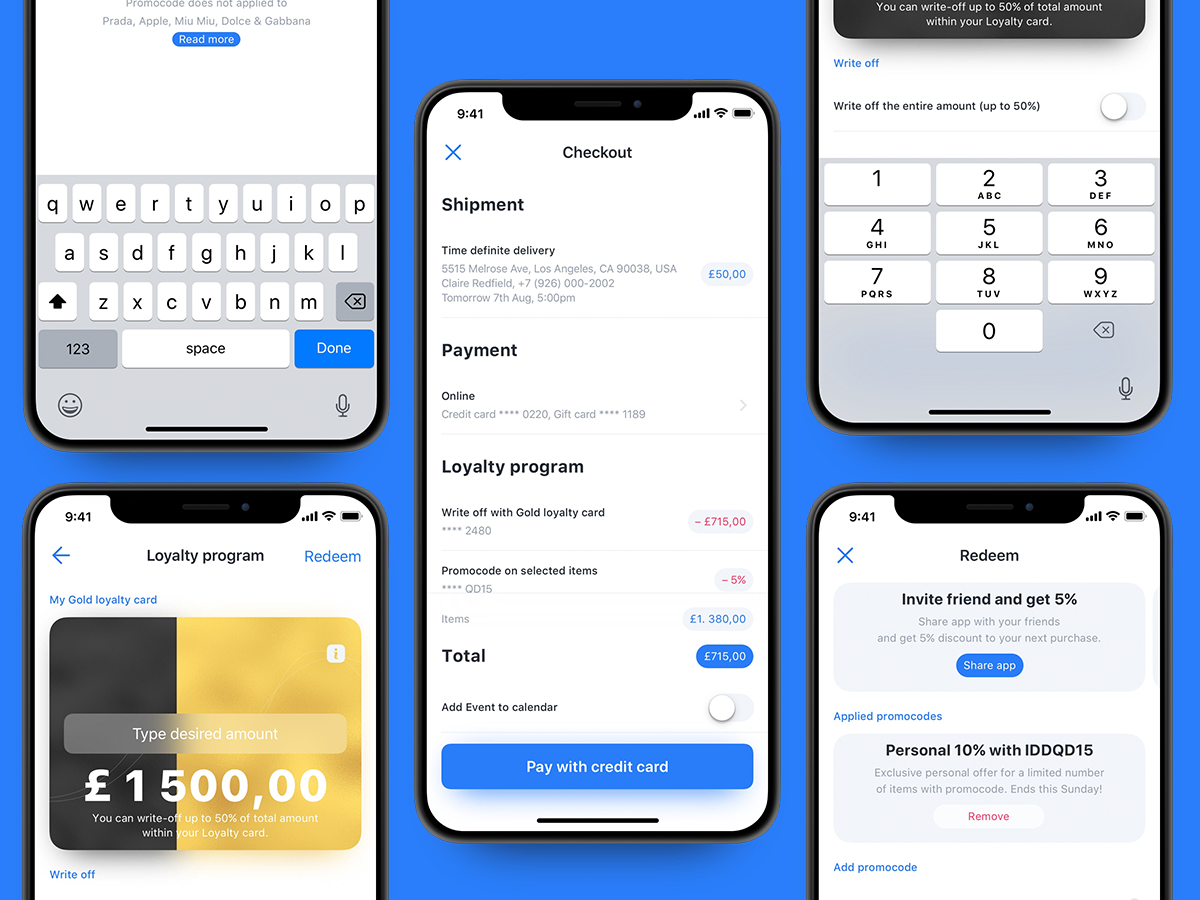 Promocode does not applied to
Prada, Apple, Miu Miu, Dolce & Gabbana
Read more
q w e r t y u i o p
a s d f g h j k l
z x c v b n m
123 space Done
9:41
Loyalty program
Redeem
My Gold loyalty card
Type desired amount
£ 1 500,00
You can write-off up to 50% of total amount
within your Loyalty card.
Write off
9:41
Checkout
Shipment
Time definite delivery
5515 Melrose Ave, Los Angeles, CA 90038, USA
Claire Redfield, +7 (926) 000-2002
Tomorrow 7th Aug, 5:00pm
£50,00
Payment
Online
Credit card **** 0220, Gift card **** 1189
Loyalty program
Write off with Gold loyalty card
**** 2480
– £715,00
Promocode on selected items
**** QD15
– 5%
Items
£1. 380,00
Total
£715,00
Add Event to calendar
Pay with credit card
You can write-off up to 50% of total amount
within your Loyalty card.
Write off
Write off the entire amount (up to 50%)
1 2 3
ABC DEF
4 5 6
GHI JKL MNO
7 8 9
PQRS TUV WXYZ
0
9:41
Redeem
Invite friend and get 5%
Share app with your friends
and get 5% discount to your next purchase.
Share app
Applied promocodes
Personal 10% with IDDQD15
Exclusive personal offer for a limited number
of items with promocode. Ends this Sunday!
Remove
Add promocode